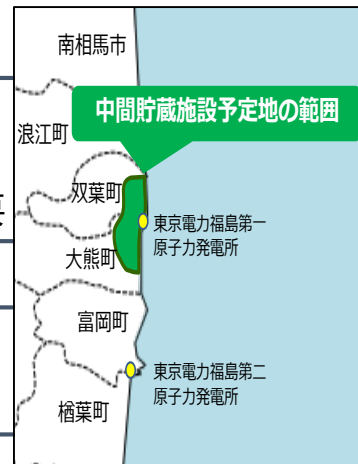 南相馬市
中間貯蔵施設予定地の範囲
浪江町
双葉町
東京電力福島第一
原子力発電所
大熊町
富岡町
東京電力福島第二
原子力発電所
楢葉町